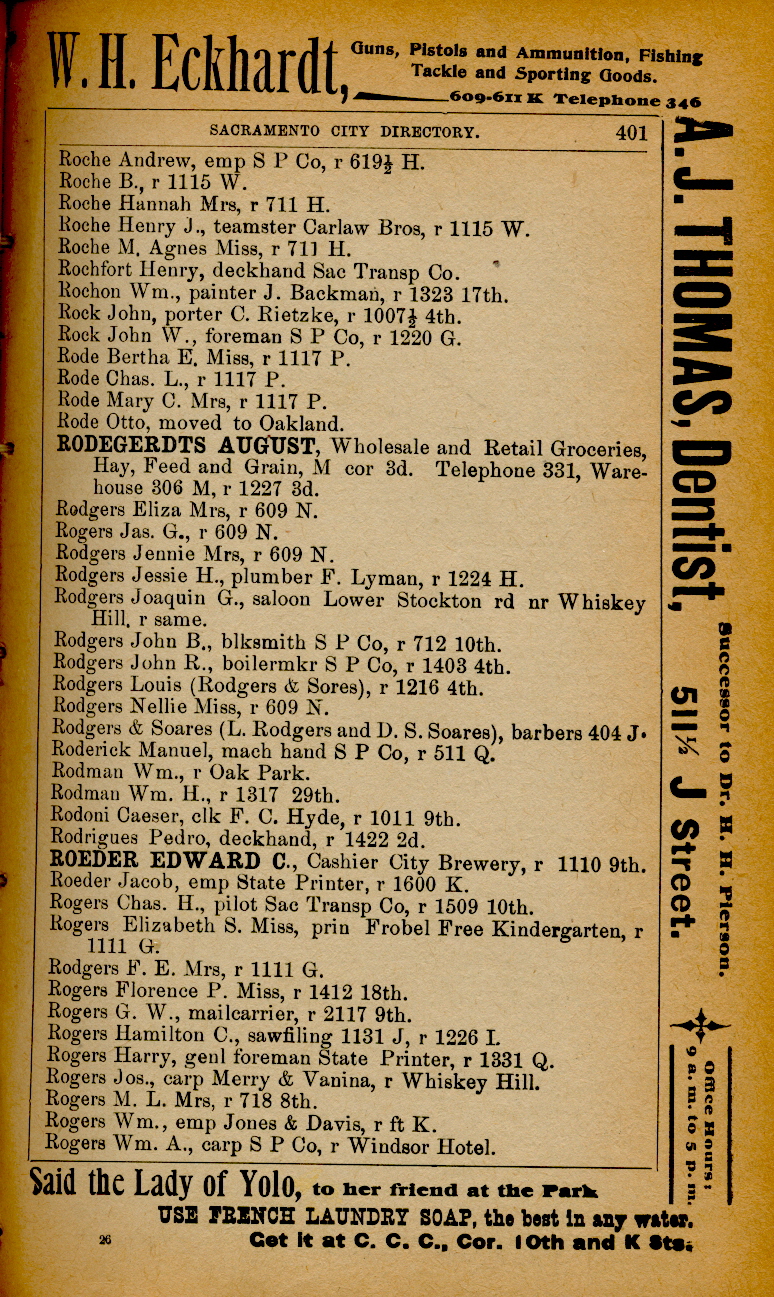 W. H. Eckhardt, Guns, Pistols and Ammunition, Fishing
Tackle and Sporting Goods.
609-611 K Telephone 346
SACRAMENTO CITY DIRECTORY. 401
Roche Andrew, emp S P Co, r 619½ H.
Roche B., r 1115 W.
Roche Hannah Mrs, r 711 H.
Roche Henry J., teamster Carlaw Bros, r 1115 W.
Roche M. Agnes Miss, r 711 H.
Rochfort Henry, deckhand Sac Transp Co.
Rochon Wm., painter J. Backman, r 1323 17th.
Rock John, porter C. Rietzke, r 1007½ 4th.
Rock John W., foreman S P Co, r 1220 G.
Rode Bertha E. Miss, r 1117 P.
Rode Chas. L., r 1117 P.
Rode Mary C. Mrs, r 1117 P.
Rode Otto, moved to Oakland.
RODEGERDTS AUGUST, Wholesale and Retail Groceries,
Hay, Feed and Grain, M cor 3d. Telephone 331, Ware-
house 306 M, r 1227 3d.
Rodgers Eliza Mrs, r 609 N.
Rogers Jas. G., r 609 N.
Rodgers Jennie Mrs, r 609 N.
Rodgers Jessie H., plumber F. Lyman, r 1224 H.
Rodgers Joaquin G., saloon Lower Stockton rd nr Whiskey
Hill, r same.
Rodgers John B., blksmith S P Co, r 712 10th.
Rodgers John R., boilermkr S P Co, r 1403 4th.
Rodgers Louis (Rodgers & Sores), r 1216 4th.
Rodgers Nellie Miss, r 609 N.
Rodgers & Soares (L. Rodgers and D. S. Soares), barbers 404 J.
Roderick Manuel, mach hand S P Co, r 511 Q.
Rodman Wm., r Oak Park.
Rodman Wm. H., r 1317 29th.
Rodoni Caeser, clk F. C. Hyde, r 1011 9th.
Rodrigues Pedro, deckhand, r 1422 2d.
ROEDER EDWARD C., Cashier City Brewery, r 1110 9th.
Roeder Jacob, emp State Printer, r 1600 K.
Rogers Chas. H., pilot Sac Transp Co, r 1509 10th.
Rogers Elizabeth S. Miss, prin Frobel Free Kindergarten, r
1111 G.
Rodgers F. E. Mrs, r 1111 G.
Rogers Florence P. Miss, r 1412 18th.
Rogers G. W., mailcarrier, r 2117 9th.
Rogers Hamilton C., sawfiling 1131 J, r 1226 I.
Rogers Harry, genl foreman State Printer, r 1331 Q.
Rogers Jos., carp Merry & Vanina, r Whiskey Hill.
Rogers M. L. Mrs, r 718 8th.
Rogers Wm., emp Jones & Davis, r ft K.
Rogers Wm. A., carp S P Co, r Windsor Hotel.
A. J. THOMAS, Dentist, 511½ J Street.
Successor to Dr. H. H. Pierson.
Office Hours:
9 a. m. to 5 p. m.
Said the Lady of Yolo, to her friend at the Park
USE FRENCH LAUNDRY SOAP, the best in any water.
26 Get it at C. C. C., Cor. 10th and K Sts.